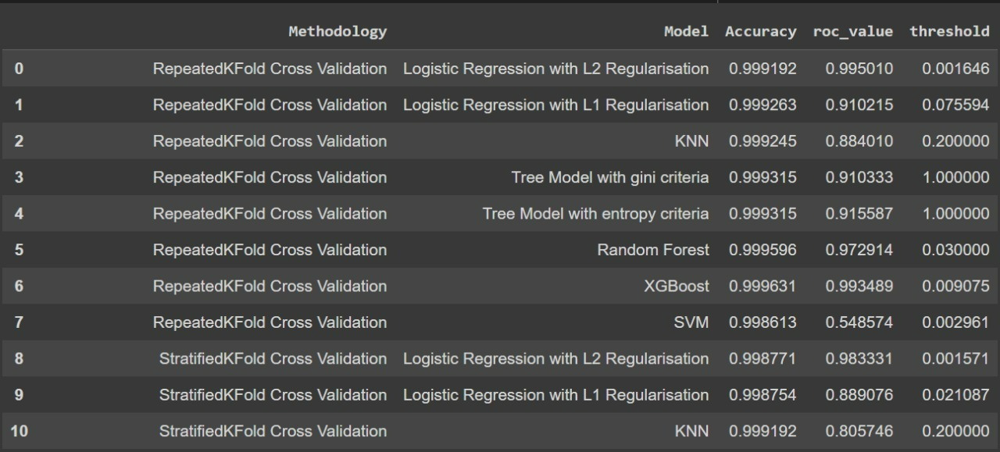 Methodology Model Accuracy roc_value threshold
0 RepeatedKFold Cross Validation Logistic Regression with L2 Regularisation 0.999192 0.995010 0.001646
1 RepeatedKFold Cross Validation Logistic Regression with L1 Regularisation 0.999263 0.910215 0.075594
2 RepeatedKFold Cross Validation KNN 0.999245 0.884010 0.200000
3 RepeatedKFold Cross Validation Tree Model with gini criteria 0.999315 0.910333 1.000000
4 RepeatedKFold Cross Validation Tree Model with entropy criteria 0.999315 0.915587 1.000000
5 RepeatedKFold Cross Validation Random Forest 0.999596 0.972914 0.030000
6 RepeatedKFold Cross Validation XGBoost 0.999631 0.993489 0.009075
7 RepeatedKFold Cross Validation SVM 0.998613 0.548574 0.002961
8 StratifiedKFold Cross Validation Logistic Regression with L2 Regularisation 0.998771 0.983331 0.001571
9 StratifiedKFold Cross Validation Logistic Regression with L1 Regularisation 0.998754 0.889076 0.021087
10 StratifiedKFold Cross Validation KNN 0.999192 0.805746 0.200000